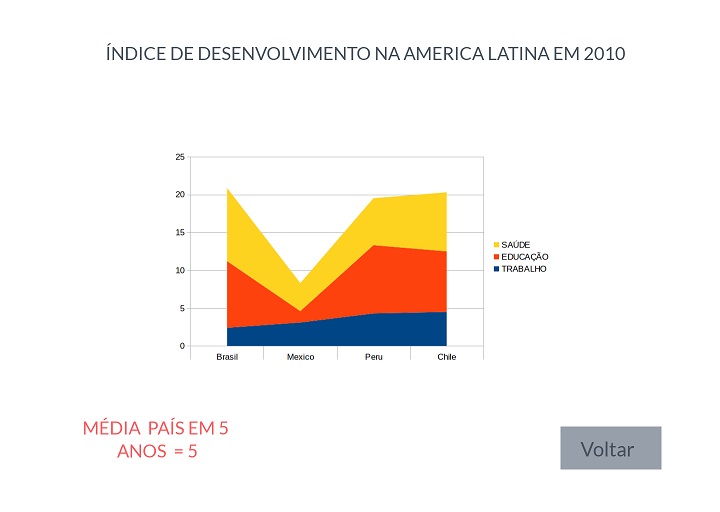 ÍNDICE DE DESENVOLVIMENTO NA AMERICA LATINA EM 2010
25
20
15
10
5
0
Brasil Mexico Peru Chile
SAÚDE
EDUCAÇÃO
TRABALHO
MÉDIA PAÍS EM 5
ANOS = 5
Voltar